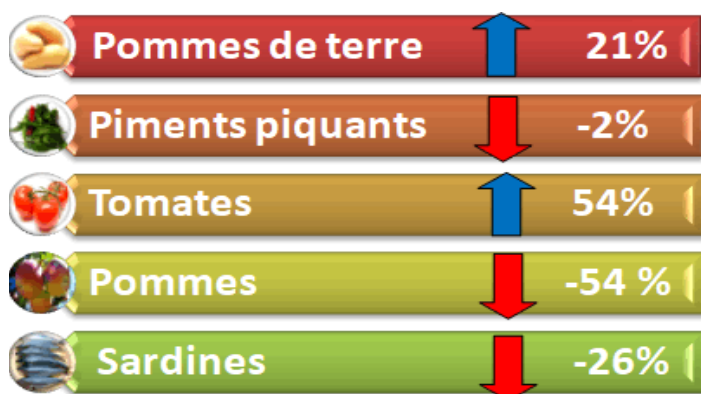 Pommes de terre 21%
Piments piquants -2%
Tomates 54%
Pommes -54 %
Sardines -26%